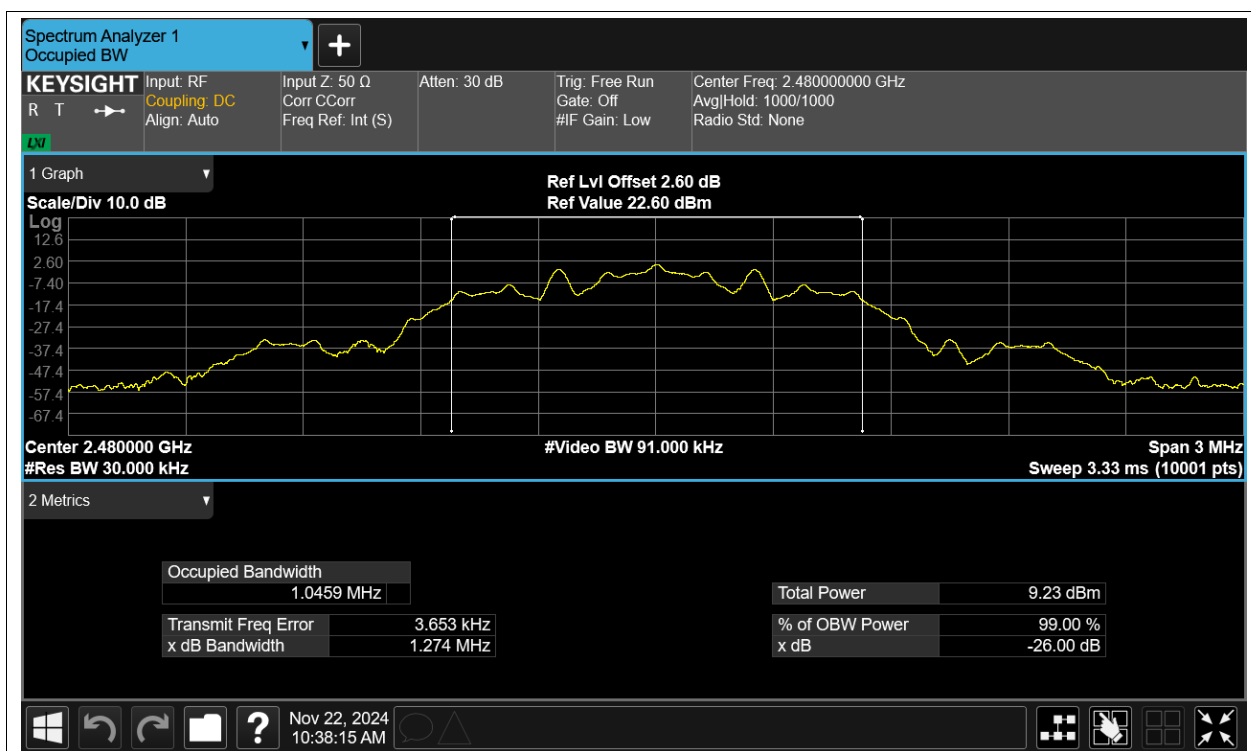 Spectrum Analyzer 1
Occupied BW
KEYSIGHT
R T
LXI
Input: RF
Coupling: DC
Align: Auto
Input Z: 50 Ω
Corr CCorr
Freq Ref: Int (S)
Atten: 30 dB
Trig: Free Run
Gate: Off
#IF Gain: Low
Center Freq: 2.480000000 GHz
Avg|Hold: 1000/1000
Radio Std: None
1 Graph
Scale/Div 10.0 dB
Ref Lvl Offset 2.60 dB
Ref Value 22.60 dBm
Log
12.6
2.60
-7.40
-17.4
-27.4
-37.4
-47.4
-57.4
-67.4
Center 2.480000 GHz
#Res BW 30.000 kHz
#Video BW 91.000 kHz
Span 3 MHz
Sweep 3.33 ms (10001 pts)
2 Metrics
Occupied Bandwidth
1.0459 MHz
Transmit Freq Error 3.653 kHz
x dB Bandwidth 1.274 MHz
Total Power 9.23 dBm
% of OBW Power 99.00 %
x dB -26.00 dB
?
Nov 22, 2024
10:38:15 AM